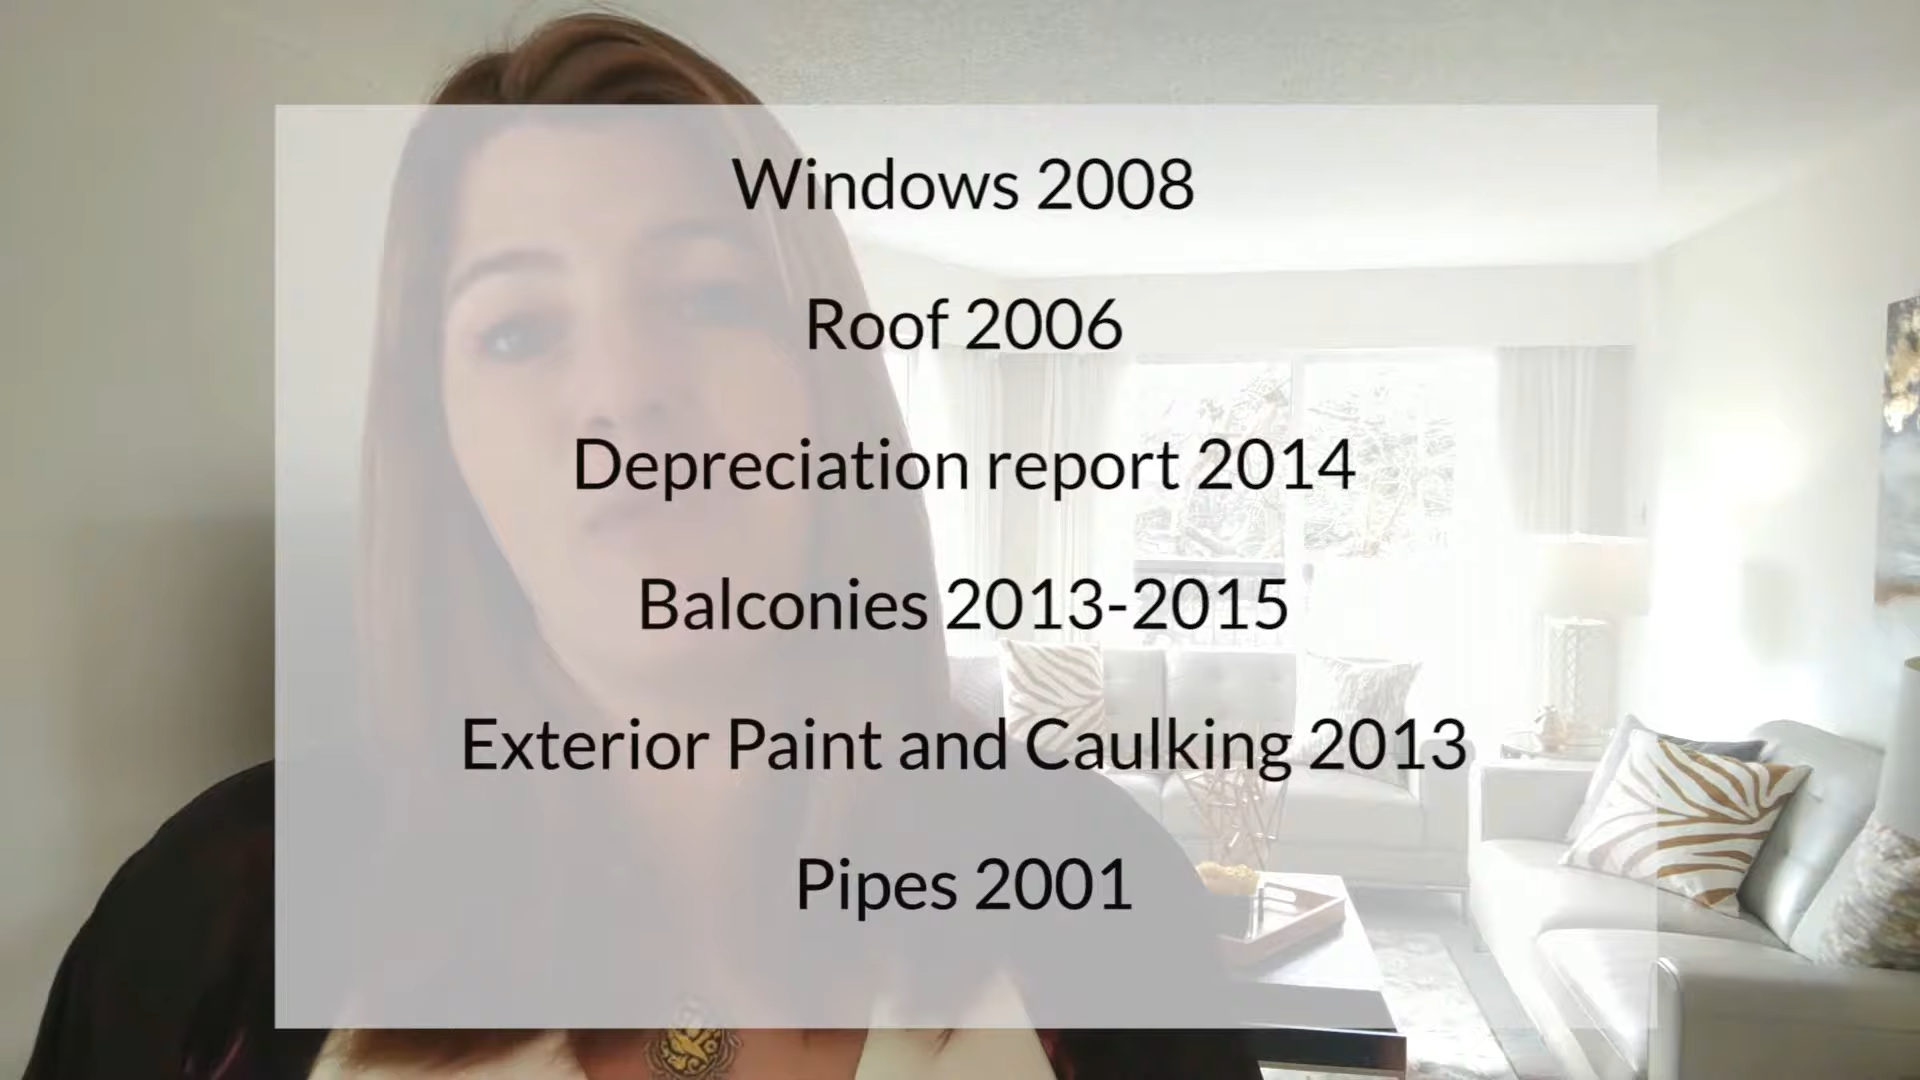 Windows 2008
Roof 2006
Depreciation report 2014
Balconies 2013-2015
Exterior Paint and Caulking 2013
Pipes 2001